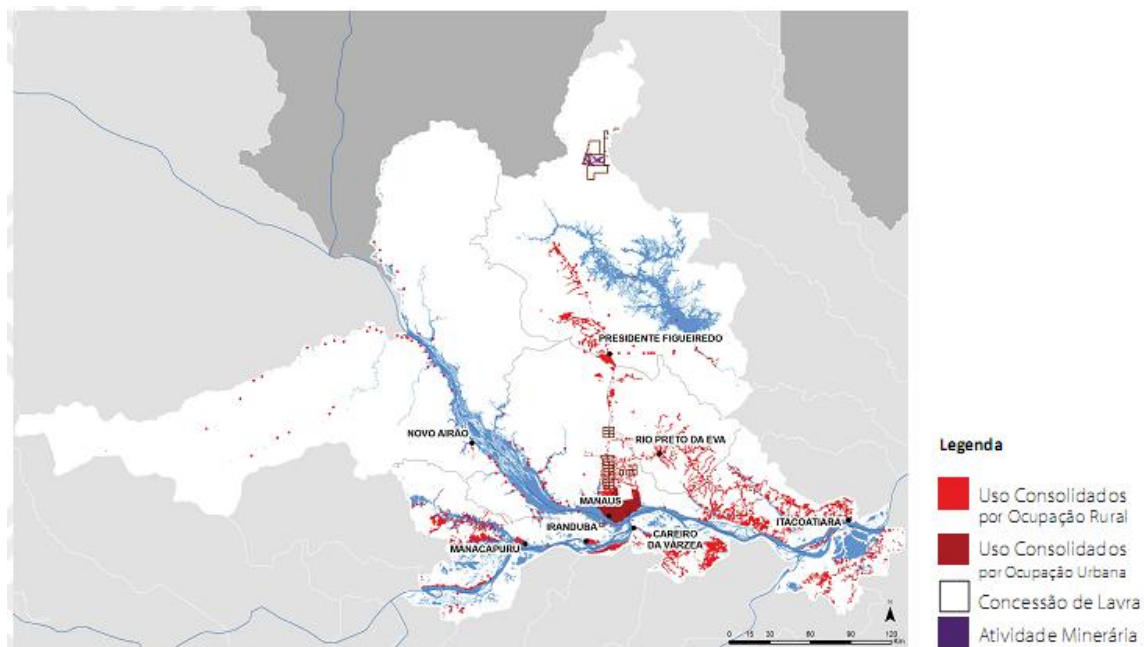 PRESIDENTE FIGUEIREDO
NOVO AIRÃO
RIO PRETO DA EVA
MANAUS
IRANDUBA
ITACOATIARA
MANACAPURU
CAREIRO
DA VÁRZEA
N
0 15 30 60 90 120
Km
Legenda
Uso Consolidados
por Ocupação Rural
Uso Consolidados
por Ocupação Urbana
Concessão de Lavra
Atividade Minerária